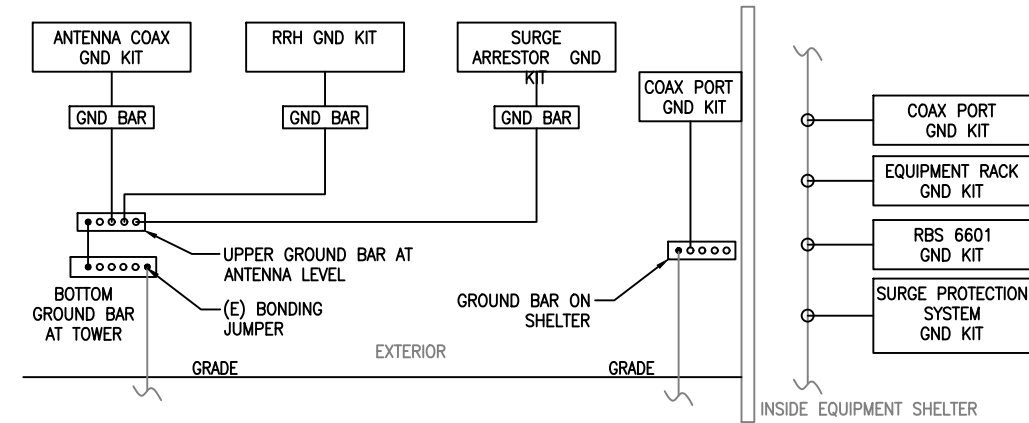 ANTENNA COAX
GND KIT
RRH GND KIT
SURGE
ARRESTOR GND
KIT
COAX PORT
GND KIT
GND BAR
GND BAR
GND BAR
UPPER GROUND BAR AT
ANTENNA LEVEL
BOTTOM
GROUND BAR
AT TOWER
(E) BONDING
JUMPER
GROUND BAR ON
SHELTER
EXTERIOR
GRADE
GRADE
COAX PORT
GND KIT
EQUIPMENT RACK
GND KIT
RBS 6601
GND KIT
SURGE PROTECTION
SYSTEM
GND KIT
INSIDE EQUIPMENT SHELTER